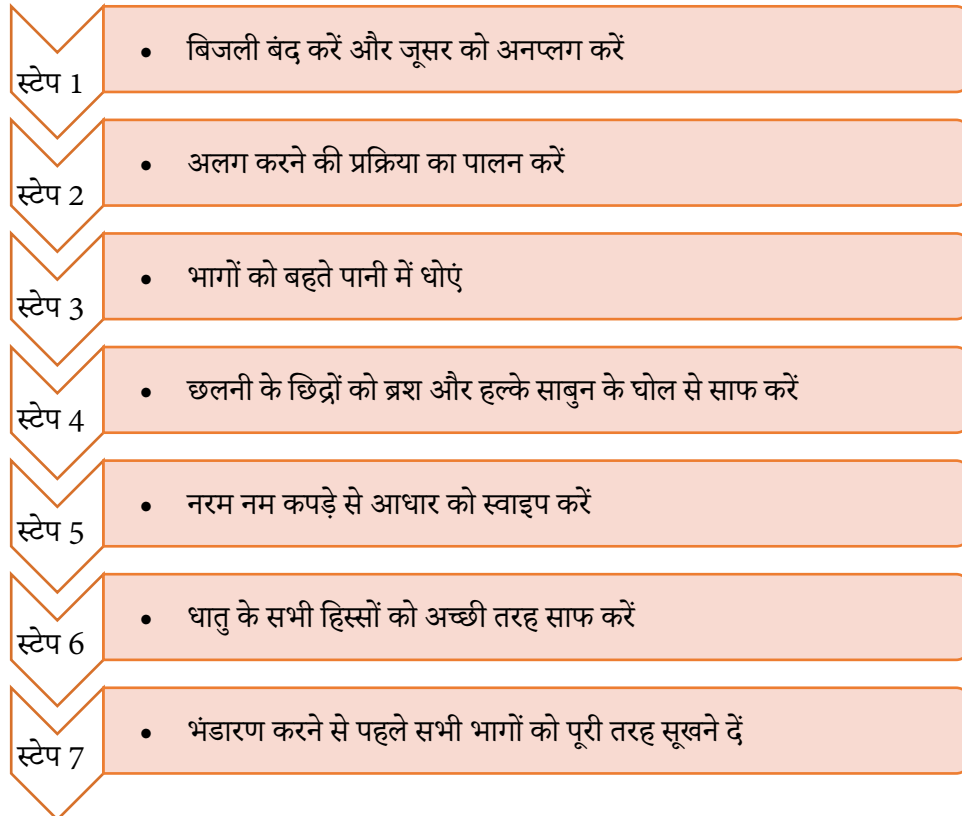 स्टेप 1
• बिजली बंद करें और जूसर को अनप्लग करें
स्टेप 2
• अलग करने की प्रक्रिया का पालन करें
स्टेप 3
• भागों को बहते पानी में धोएं
स्टेप 4
• छलनी के छिद्रों को ब्रश और हल्के साबुन के घोल से साफ करें
स्टेप 5
• नरम नम कपड़े से आधार को स्वाइप करें
स्टेप 6
• धातु के सभी हिस्सों को अच्छी तरह साफ करें
स्टेप 7
• भंडारण करने से पहले सभी भागों को पूरी तरह सूखने दें